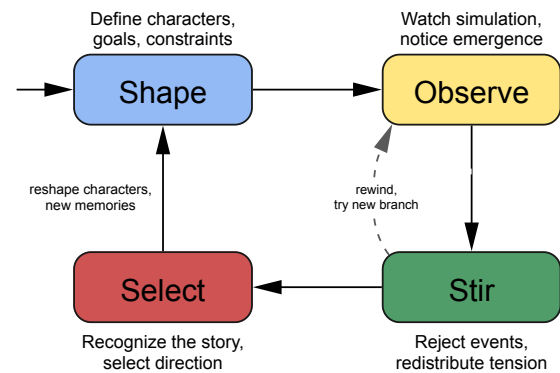 Define characters,
goals, constraints
Shape
Watch simulation,
notice emergence
Observe
reshape characters,
new memories
rewind,
try new branch
Select
Recognize the story,
select direction
Stir
Reject events,
redistribute tension